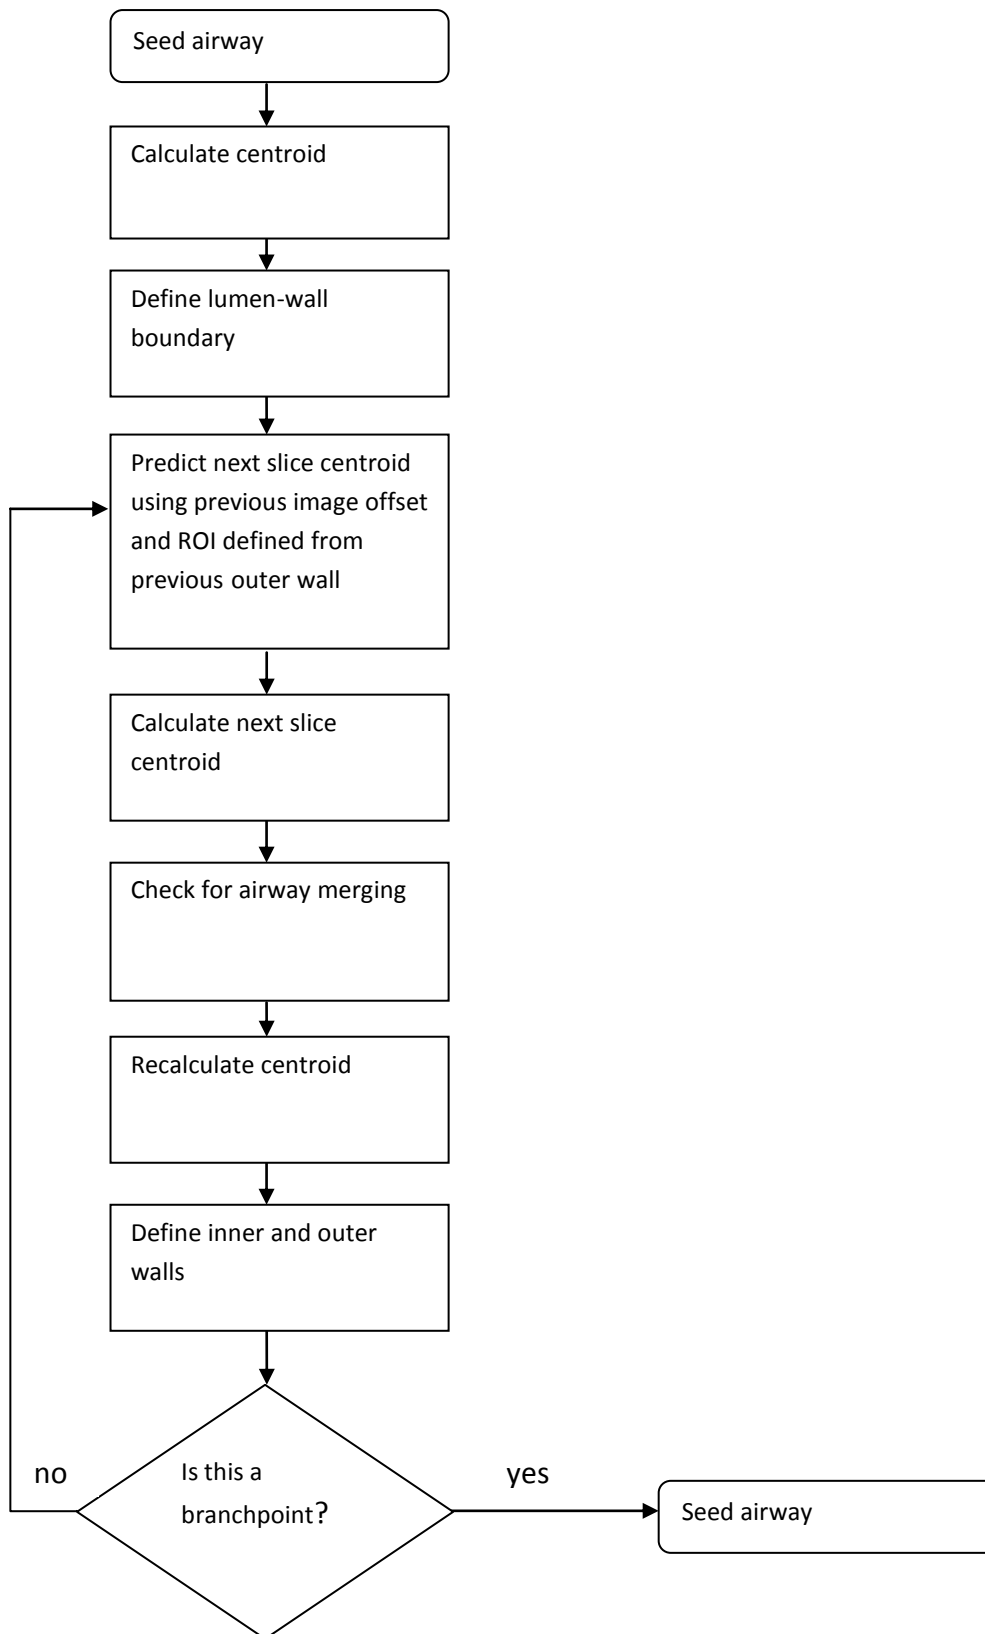 Seed airway
Calculate centroid
Define lumen-wall
boundary
Predict next slice centroid
using previous image offset
and ROI defined from
previous outer wall
Calculate next slice
centroid
Check for airway merging
Recalculate centroid
Define inner and outer
walls
Is this a
branchpoint?
no
yes
Seed airway